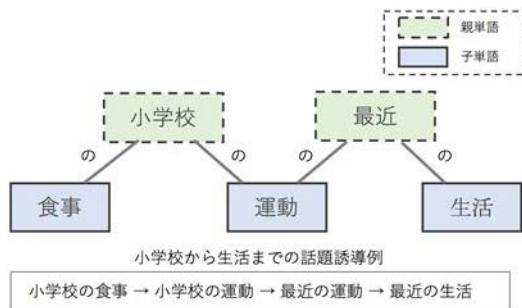 親単語
子単語
小学校
最近
の
の
の
の
食事
運動
生活
小学校から生活までの話題誘導例
小学校の食事 → 小学校の運動 → 最近の運動 → 最近の生活